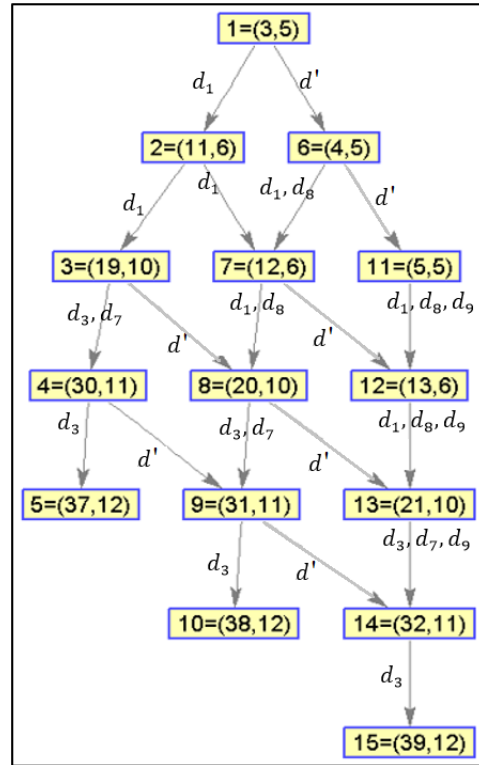 1=(3,5)
d₁ d'
2=(11,6) 6=(4,5)
d₁ d₁ d₁, d₈ d'
3=(19,10) 7=(12,6) 11=(5,5)
d₃, d₇ d' d₁, d₈ d' d₁, d₈, d₉
4=(30,11) 8=(20,10) 12=(13,6)
d₃ d' d₃, d₇ d' d₁, d₈, d₉
5=(37,12) 9=(31,11) 13=(21,10)
d₃ d' d₃, d₇, d₉
10=(38,12) 14=(32,11)
d₃
15=(39,12)